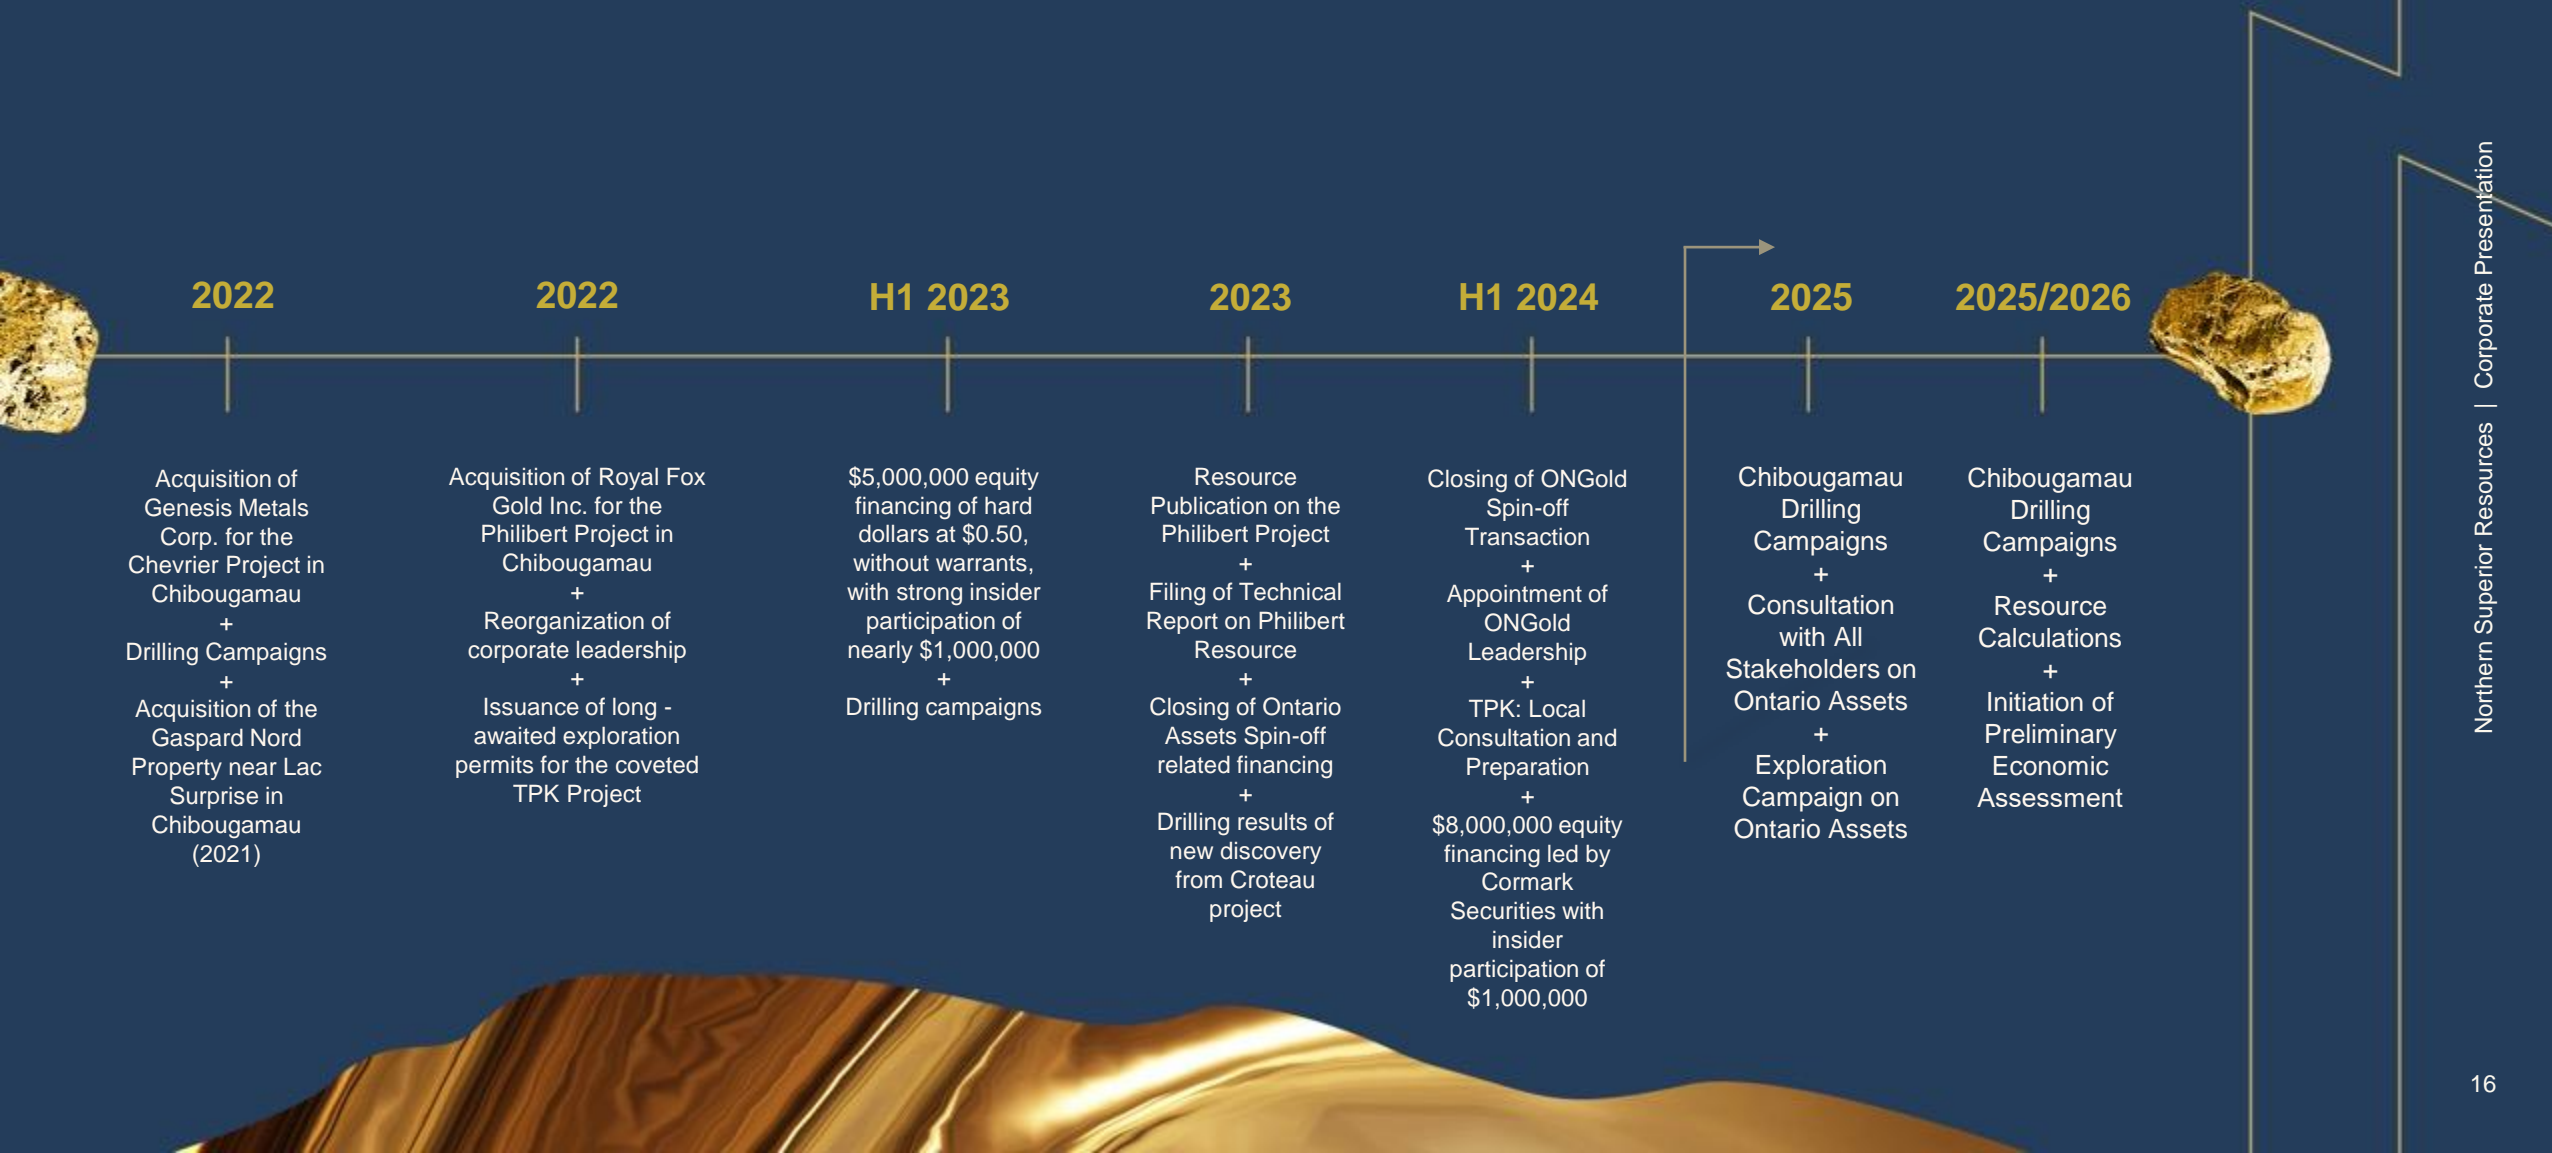 2022
Acquisition of
Genesis Metals
Corp. for the
Chevrier Project in
Chibougamau
+
Drilling Campaigns
+
Acquisition of the
Gaspard Nord
Property near Lac
Surprise in
Chibougamau
(2021)
2022
Acquisition of Royal Fox
Gold Inc. for the
Philibert Project in
Chibougamau
+
Reorganization of
corporate leadership
+
Issuance of long -
awaited exploration
permits for the coveted
TPK Project
H1 2023
$5,000,000 equity
financing of hard
dollars at $0.50,
without warrants,
with strong insider
participation of
nearly $1,000,000
+
Drilling campaigns
2023
Resource
Publication on the
Philibert Project
+
Filing of Technical
Report on Philibert
Resource
+
Closing of Ontario
Assets Spin-off
related financing
+
Drilling results of
new discovery
from Croteau
project
H1 2024
Closing of ONGold
Spin-off
Transaction
+
Appointment of
ONGold
Leadership
+
TPK: Local
Consultation and
Preparation
+
$8,000,000 equity
financing led by
Cormark
Securities with
insider
participation of
$1,000,000
2025
Chibougamau
Drilling
Campaigns
+
Consultation
with All
Stakeholders on
Ontario Assets
+
Exploration
Campaign on
Ontario Assets
2025/2026
Chibougamau
Drilling
Campaigns
+
Resource
Calculations
+
Initiation of
Preliminary
Economic
Assessment
Northern Superior Resources | Corporate Presentation
16